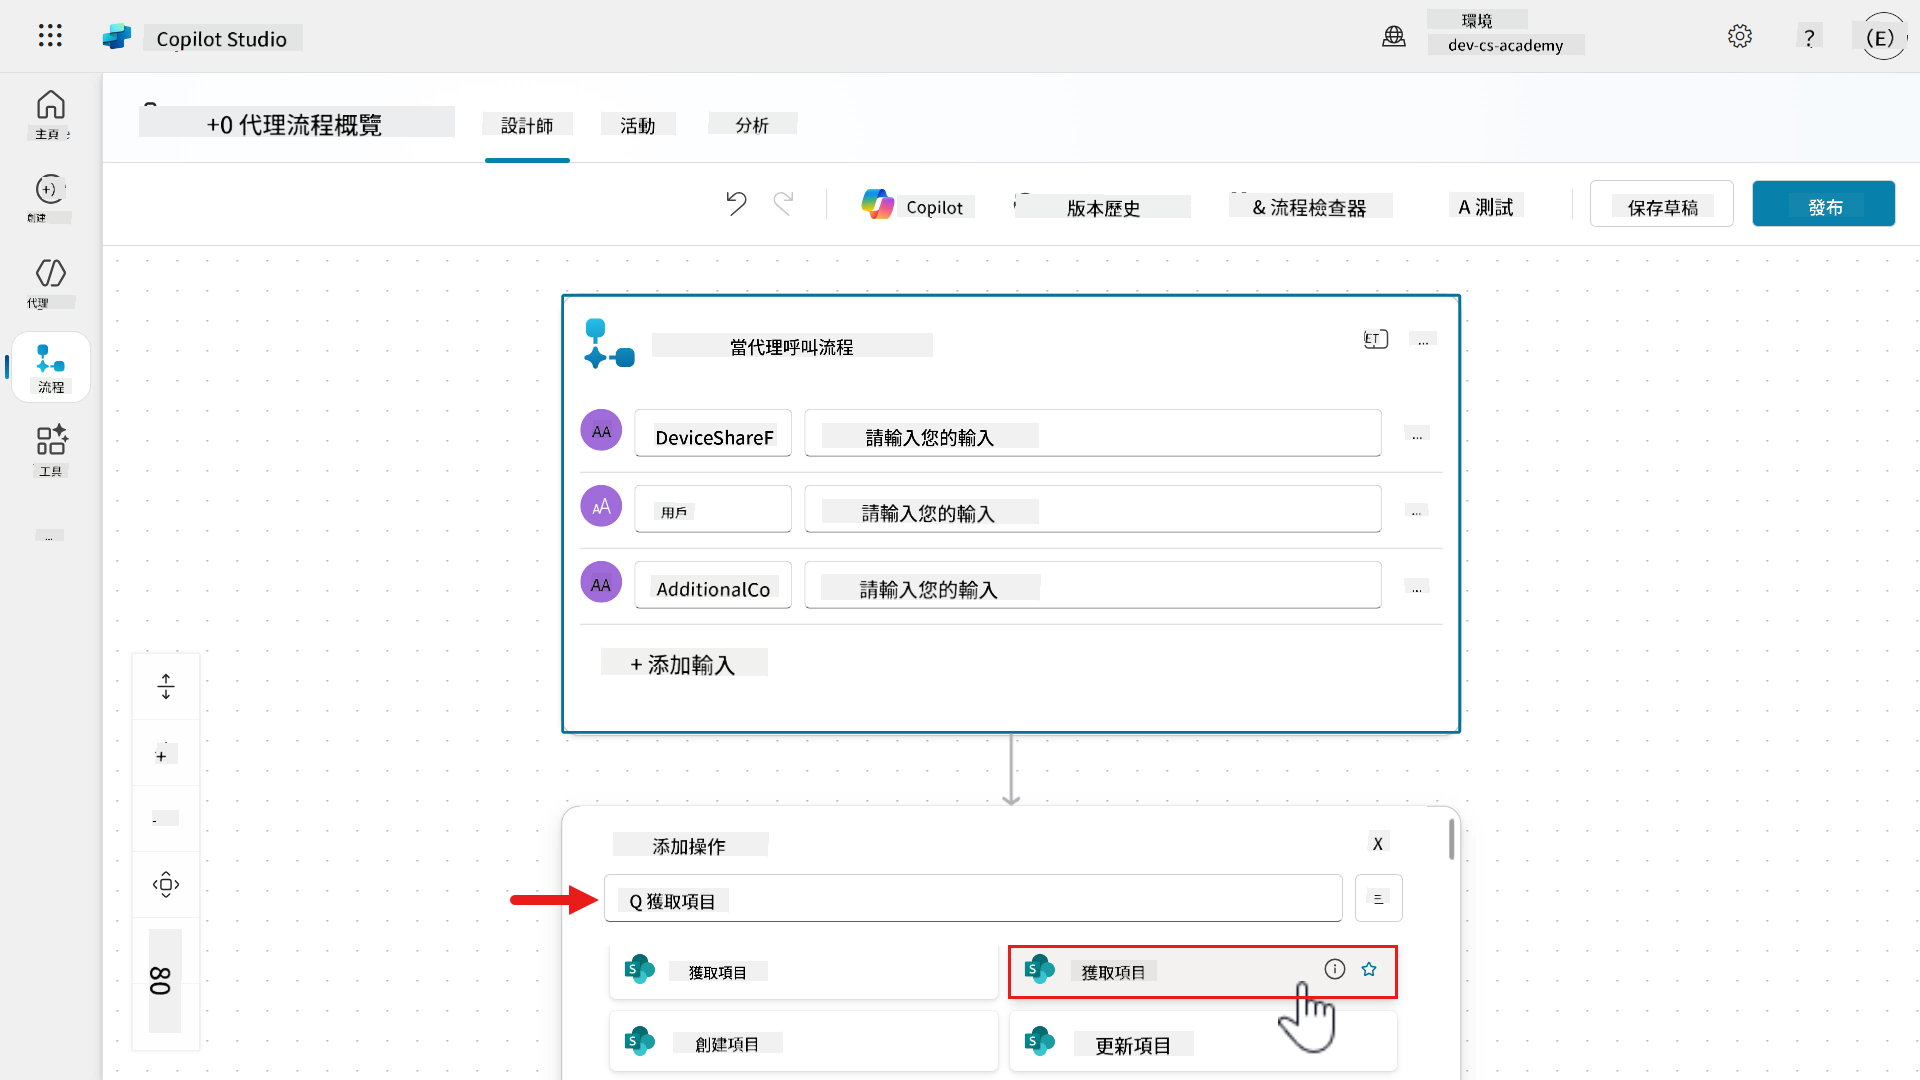 Copilot Studio
環境
dev-cs-academy
?
(E)
主頁
創建
代理
流程
工具
...
+0 代理流程概覽
設計師
活動
分析
Copilot
版本歷史
& 流程檢查器
A 測試
保存草稿
發布
當代理呼叫流程
ET
...
AA
DeviceShareF
請輸入您的輸入
...
AA
用戶
請輸入您的輸入
...
AA
AdditionalCo
請輸入您的輸入
...
+ 添加輸入
添加操作
X
Q 獲取項目
獲取項目
獲取項目
創建項目
更新項目
+
-
80